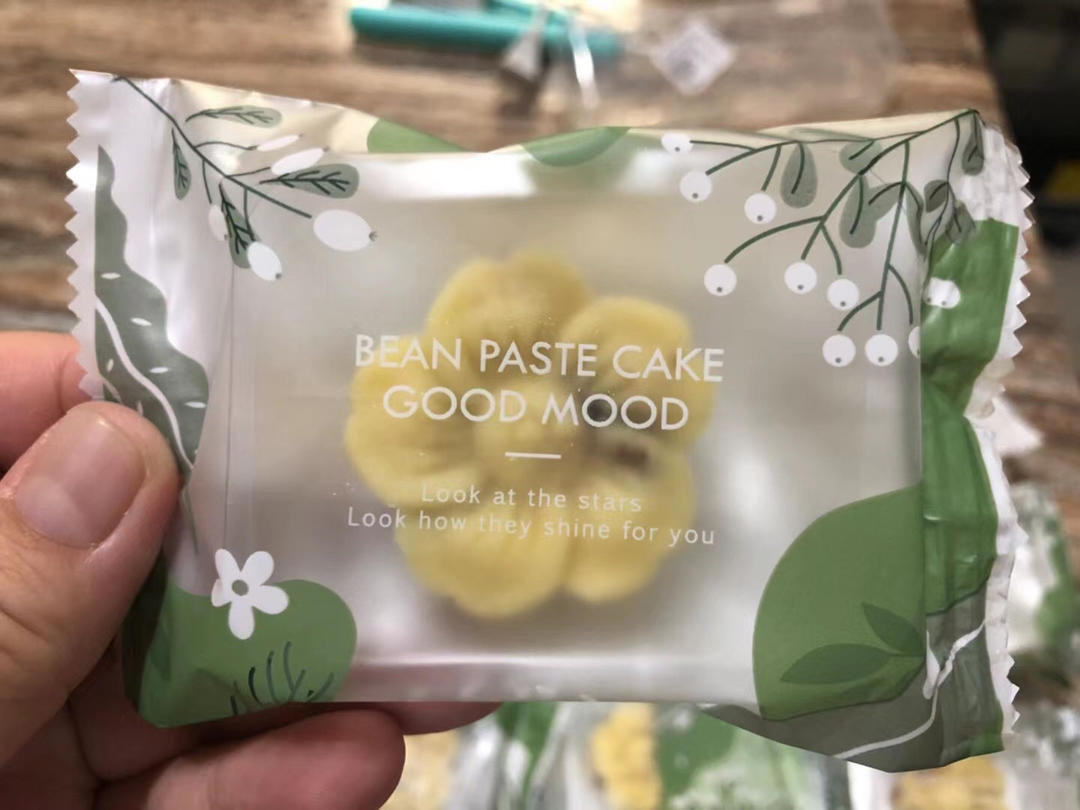 BEAN PASTE CAKE
GOOD MOOD
Look at the stars
Look how they shine for you